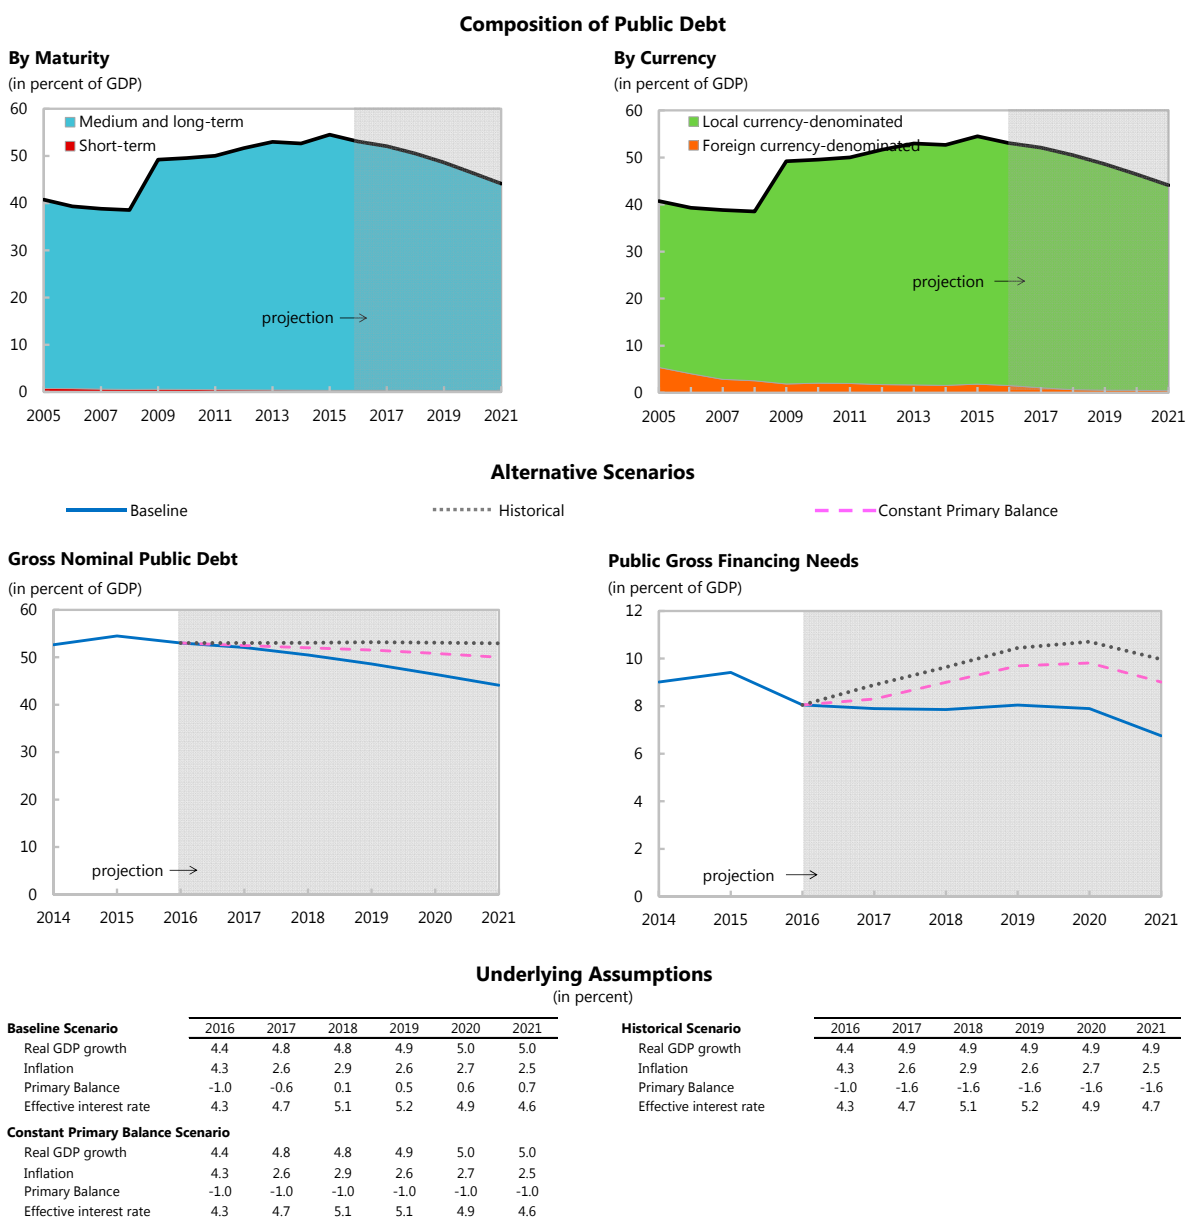 Composition of Public Debt
By Maturity
(in percent of GDP)
60
50
40
30
20
10
0
Medium and long-term
Short-term
projection
2005 2007 2009 2011 2013 2015 2017 2019 2021
By Currency
(in percent of GDP)
60
50
40
30
20
10
0
Local currency-denominated
Foreign currency-denominated
projection
2005 2007 2009 2011 2013 2015 2017 2019 2021
Alternative Scenarios
Baseline Historical Constant Primary Balance
Gross Nominal Public Debt
(in percent of GDP)
60
50
40
30
20
10
0
projection
2014 2015 2016 2017 2018 2019 2020 2021
Public Gross Financing Needs
(in percent of GDP)
12
10
8
6
4
2
0
projection
2014 2015 2016 2017 2018 2019 2020 2021
Underlying Assumptions
(in percent)
Baseline Scenario 2016 2017 2018 2019 2020 2021
Real GDP growth 4.4 4.8 4.8 4.9 5.0 5.0
Inflation 4.3 2.6 2.9 2.6 2.7 2.5
Primary Balance -1.0 -0.6 0.1 0.5 0.6 0.7
Effective interest rate 4.3 4.7 5.1 5.2 4.9 4.6
Constant Primary Balance Scenario
Real GDP growth 4.4 4.8 4.8 4.9 5.0 5.0
Inflation 4.3 2.6 2.9 2.6 2.7 2.5
Primary Balance -1.0 -1.0 -1.0 -1.0 -1.0 -1.0
Effective interest rate 4.3 4.7 5.1 5.1 4.9 4.6
Historical Scenario 2016 2017 2018 2019 2020 2021
Real GDP growth 4.4 4.9 4.9 4.9 4.9 4.9
Inflation 4.3 2.6 2.9 2.6 2.7 2.5
Primary Balance -1.0 -1.6 -1.6 -1.6 -1.6 -1.6
Effective interest rate 4.3 4.7 5.1 5.2 4.9 4.7